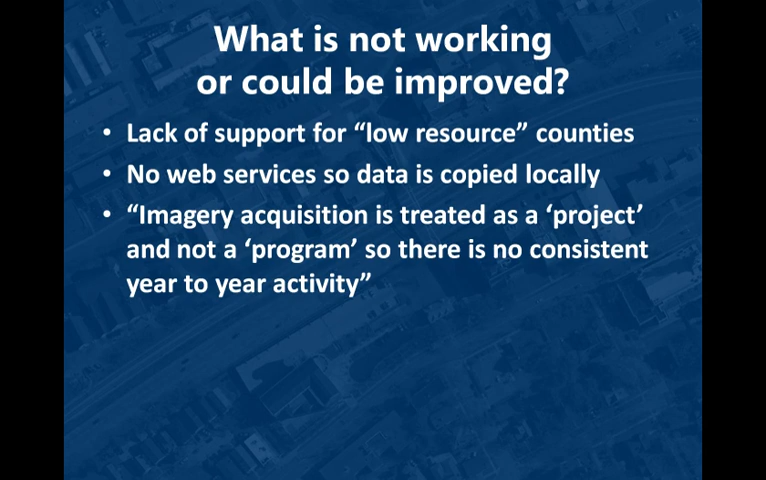 What is not working
or could be improved?
• Lack of support for “low resource” counties
• No web services so data is copied locally
• “Imagery acquisition is treated as a ‘project’
and not a ‘program’ so there is no consistent
year to year activity”